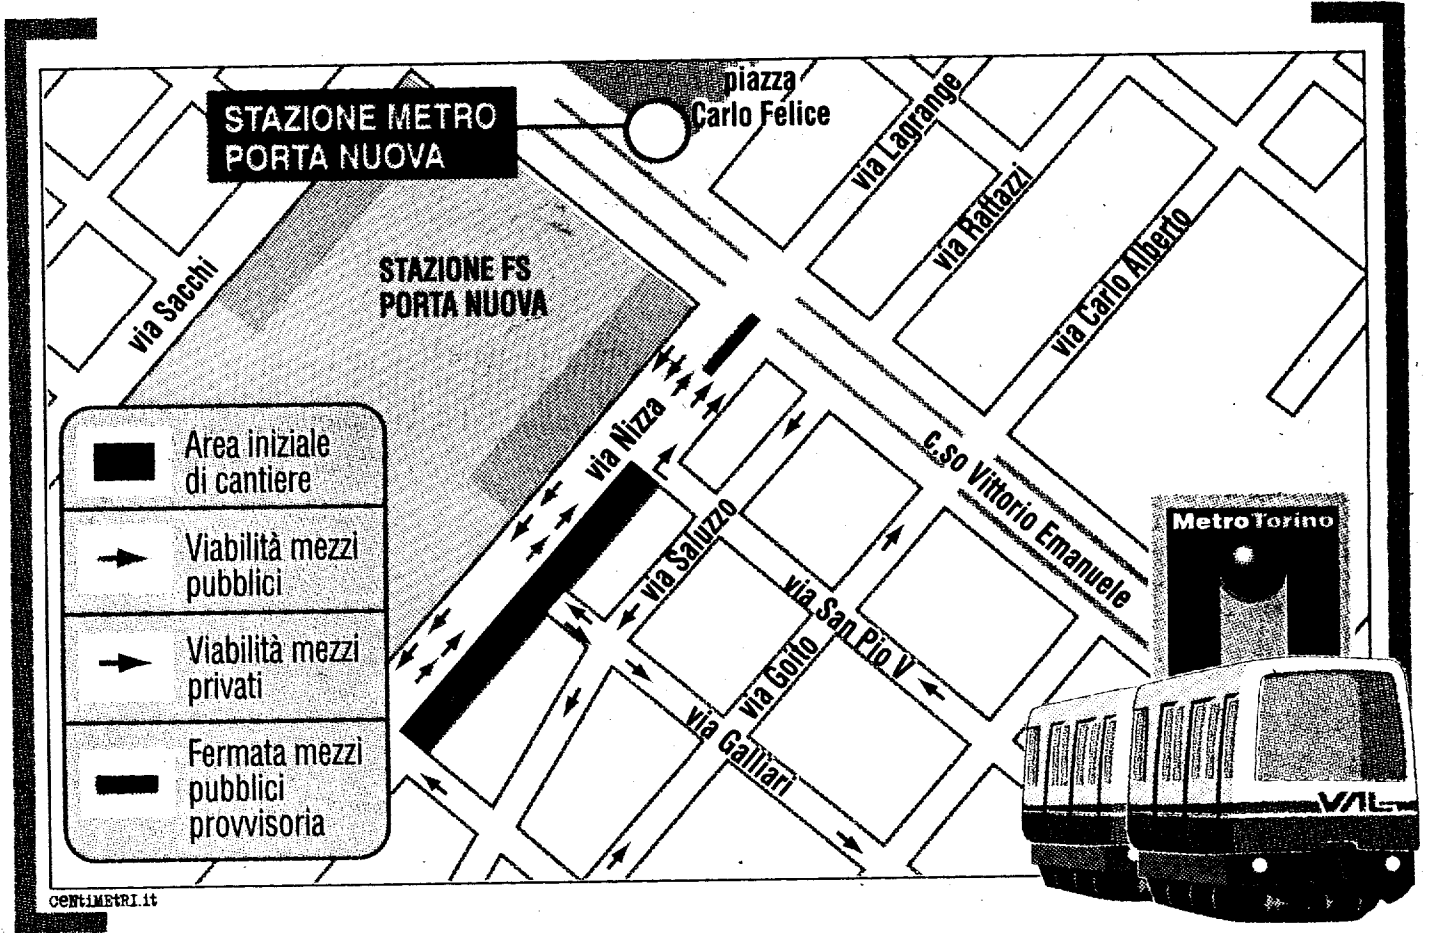 piazza
Carlo Felice
STAZIONE METRO
PORTA NUOVA
via Lagrange
via Rattazzi
via Carlo Alberto
via Sacchi
STAZIONE FS
PORTA NUOVA
via Nizza
c.so Vittorio Emanuele
via Saluzzo
via San Pio V
via Goito
via Galliari
Area iniziale
di cantiere
Viabilità mezzi
pubblici
Viabilità mezzi
privati
Fermata mezzi
pubblici
provvisoria
MetroTorino
VAL
CENTIMETRI.it